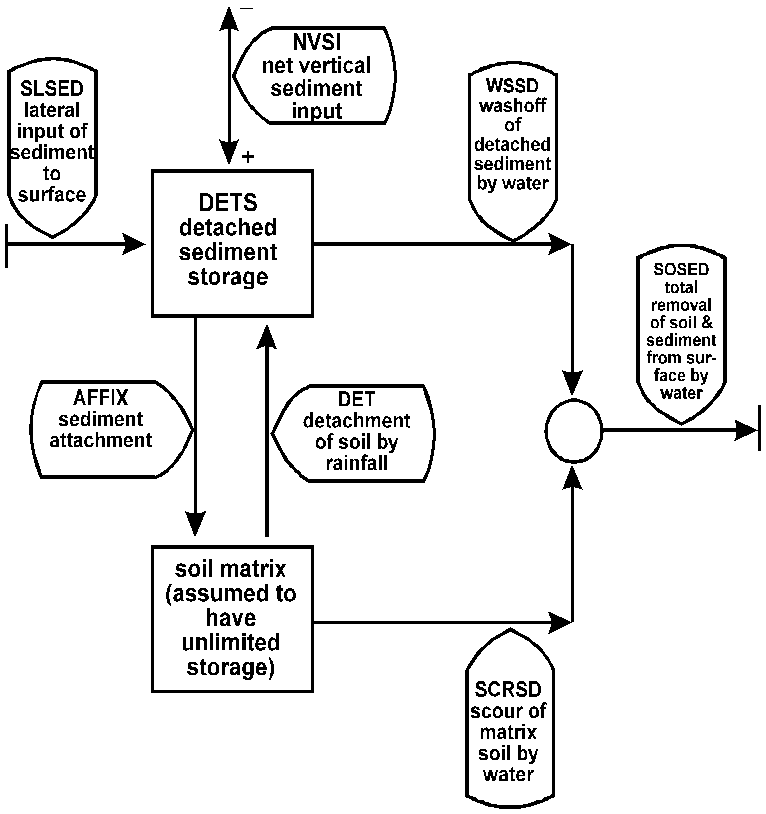 SLSED
lateral
input of
sediment
to
surface
−
NVSI
net vertical
sediment
input
+
WSSD
washoff
of
detached
sediment
by water
DETS
detached
sediment
storage
SOSED
total
removal
of soil &
sediment
from sur-
face by
water
AFFIX
sediment
attachment
DET
detachment
of soil by
rainfall
soil matrix
(assumed to
have
unlimited
storage)
SCRSD
scour of
matrix
soil by
water